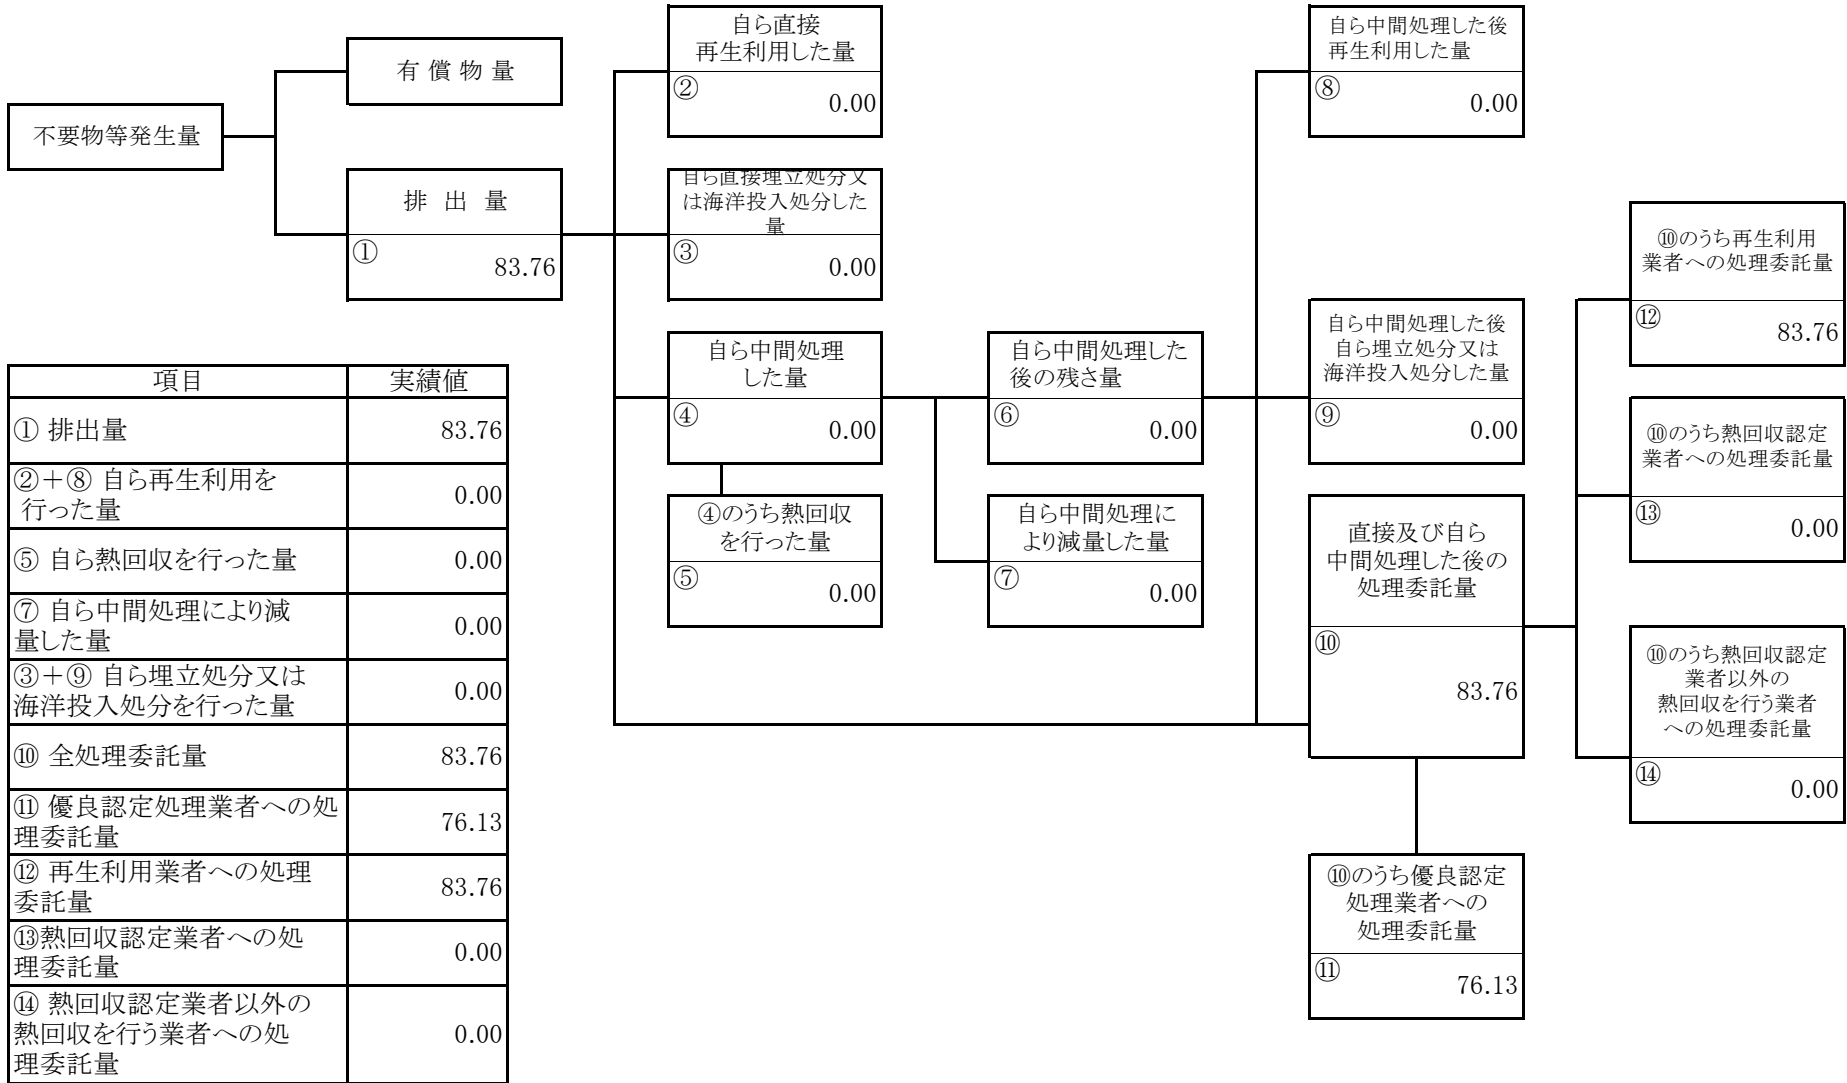 不要物等発生量
有償物量
排出量
①
83.76
自ら直接
再生利用した量
②
0.00
自ら直接埋立処分又
は海洋投入処分した
量
③
0.00
自ら中間処理
した量
④
0.00
④のうち熱回収
を行った量
⑤
0.00
自ら中間処理した
後の残さ量
⑥
0.00
自ら中間処理に
より減量した量
⑦
0.00
自ら中間処理した後
再生利用した量
⑧
0.00
自ら中間処理した後
自ら埋立処分又は
海洋投入処分した量
⑨
0.00
直接及び自ら
中間処理した後の
処理委託量
⑩
83.76
⑩のうち優良認定
処理業者への
処理委託量
⑪
76.13
⑩のうち再生利用
業者への処理委託量
⑫
83.76
⑩のうち熱回収認定
業者への処理委託量
⑬
0.00
⑩のうち熱回収認定
業者以外の
熱回収を行う業者
への処理委託量
⑭
0.00
項目 実績値
① 排出量 83.76
②＋⑧ 自ら再生利用を
行った量 0.00
⑤ 自ら熱回収を行った量 0.00
⑦ 自ら中間処理により減
量した量 0.00
③＋⑨ 自ら埋立処分又は
海洋投入処分を行った量 0.00
⑩ 全処理委託量 83.76
⑪ 優良認定処理業者への処
理委託量 76.13
⑫ 再生利用業者への処理
委託量 83.76
⑬熱回収認定業者への処
理委託量 0.00
⑭ 熱回収認定業者以外の
熱回収を行う業者への処
理委託量 0.00